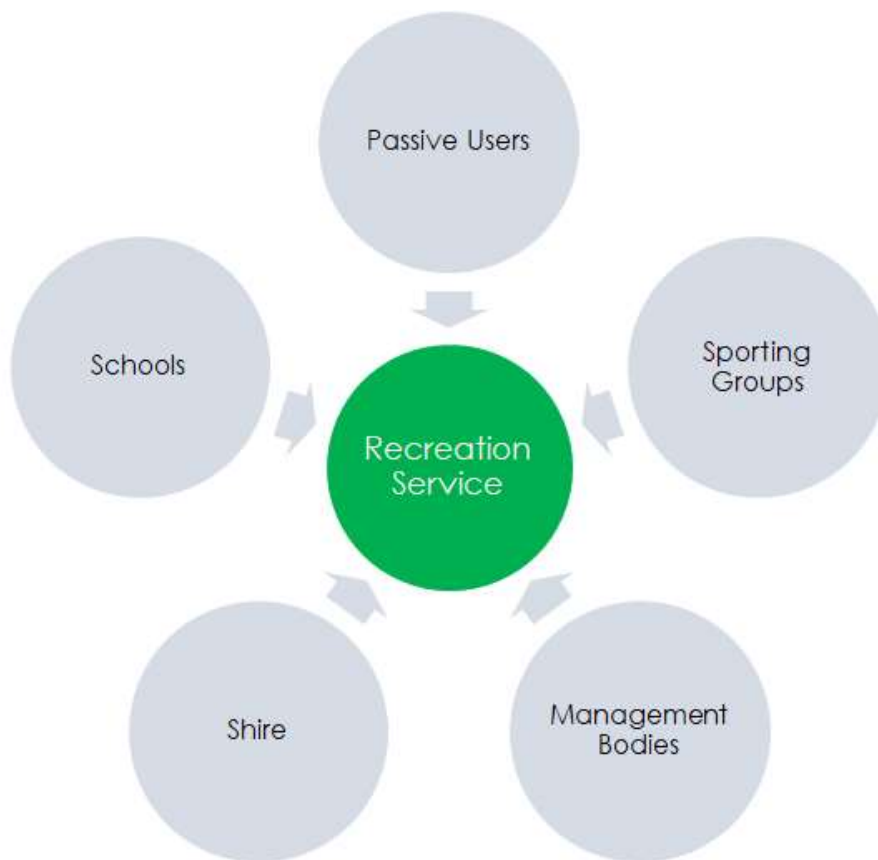 Passive Users
Schools
Sporting
Groups
Recreation
Service
Shire
Management
Bodies